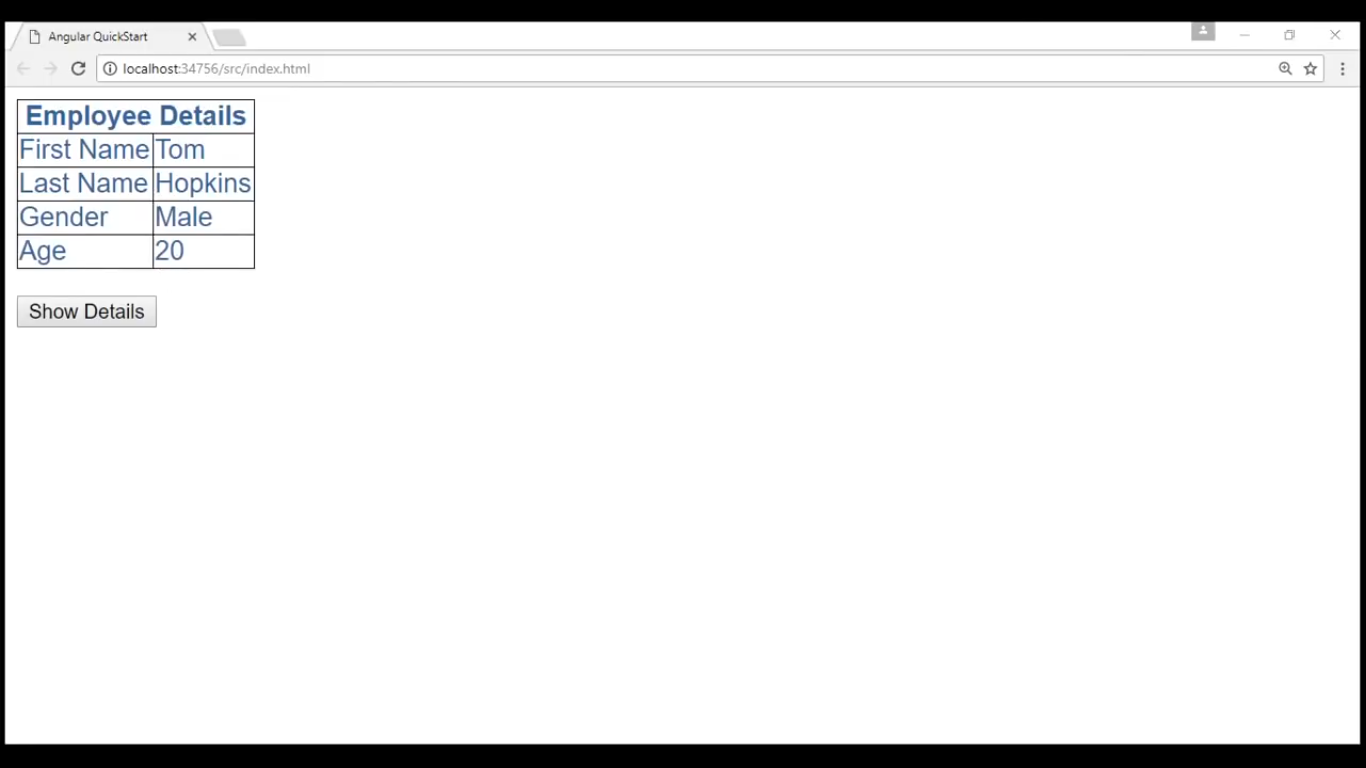 Angular QuickStart
localhost:34756/src/index.html
Employee Details
First Name Tom
Last Name Hopkins
Gender Male
Age 20
Show Details